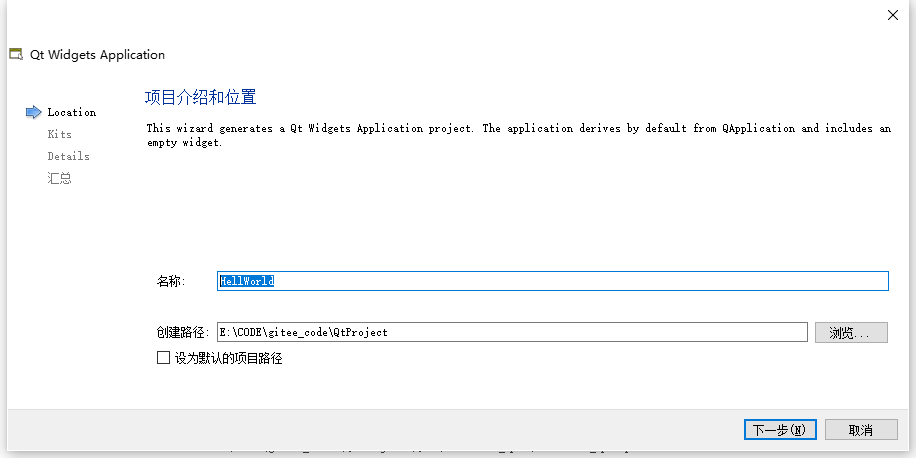 Qt Widgets Application
Location
Kits
Details
汇总
项目介绍和位置
This wizard generates a Qt Widgets Application project. The application derives by default from QApplication and includes an
empty widget.
名称:
HellWorld
创建路径:
E:\CODE\gitee_code\QtProject
浏览...
设为默认的项目路径
下一步(N)
取消